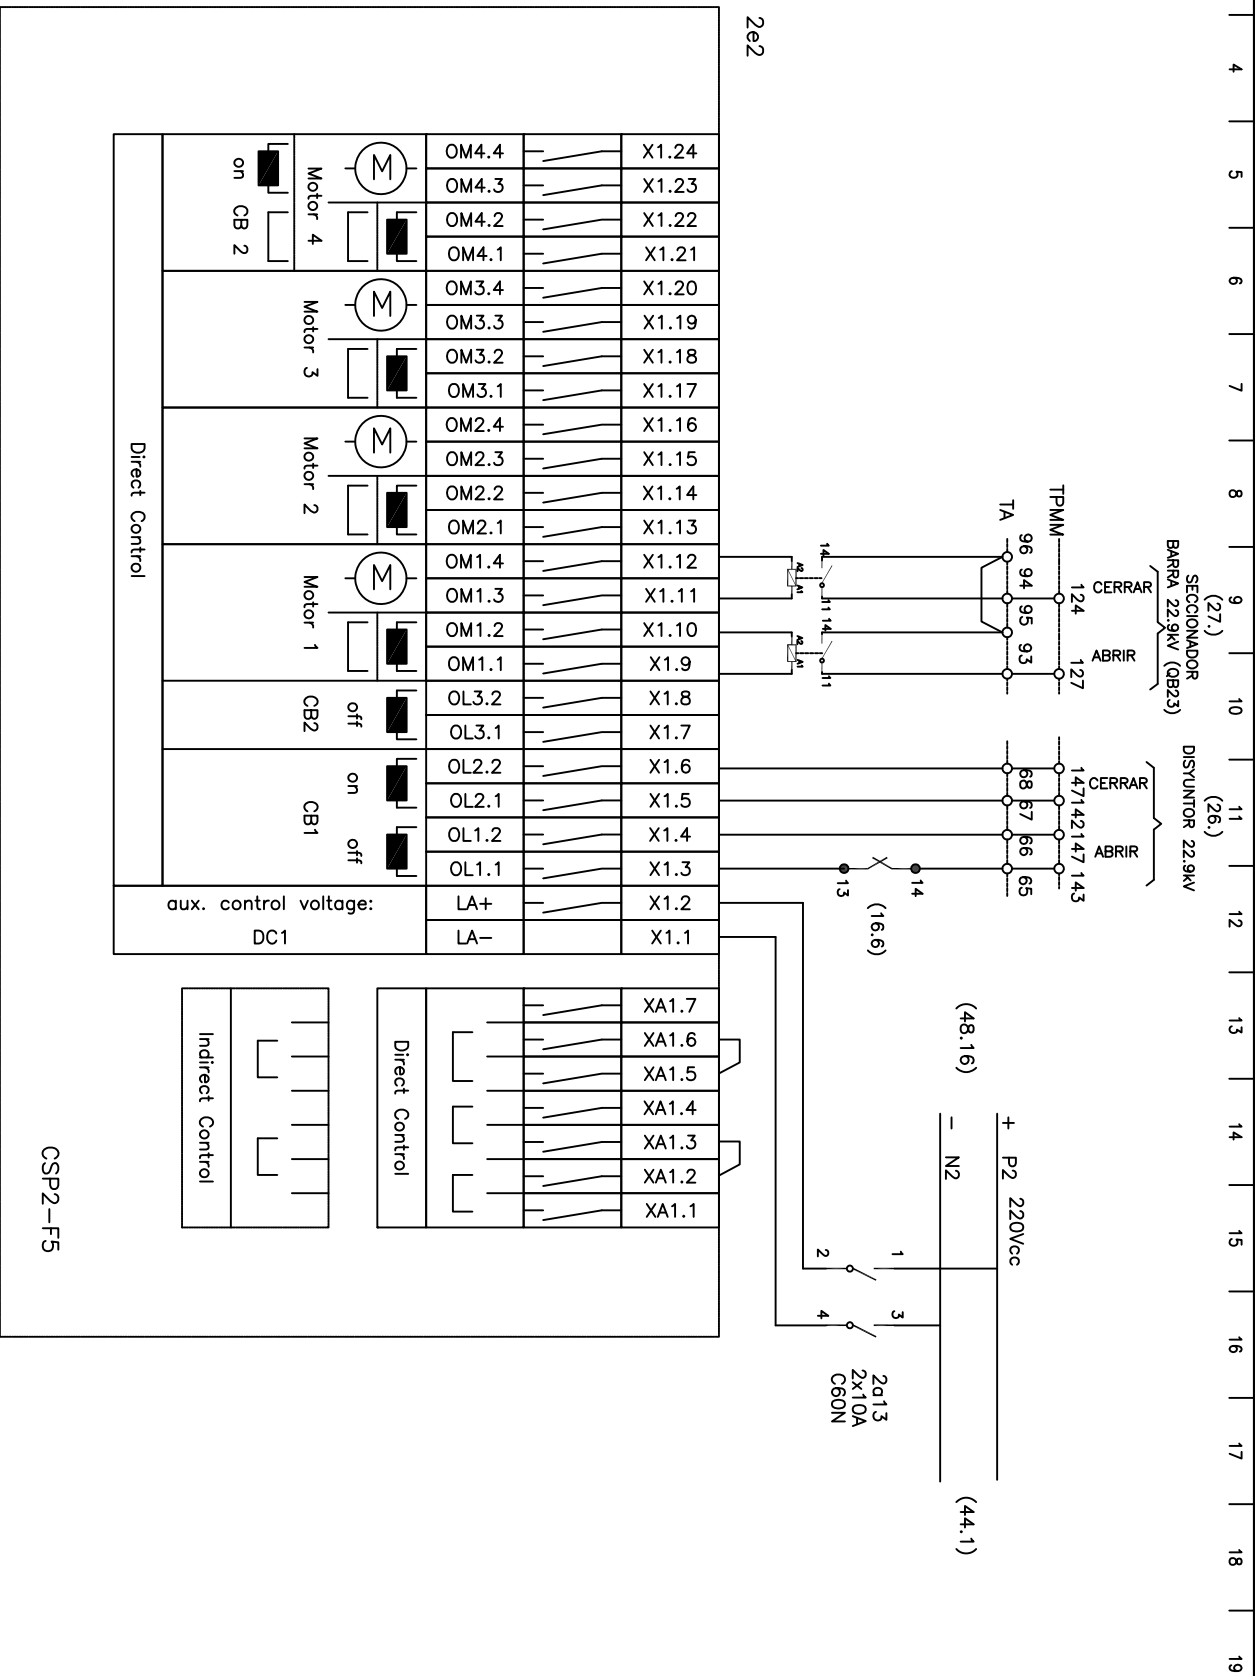 2e2
4
5
6
7
8
9
10
11
12
13
14
15
16
17
18
19
X1.24
X1.23
X1.22
X1.21
X1.20
X1.19
X1.18
X1.17
X1.16
X1.15
X1.14
X1.13
X1.12
X1.11
X1.10
X1.9
X1.8
X1.7
X1.6
X1.5
X1.4
X1.3
X1.2
X1.1
OM4.4
OM4.3
OM4.2
OM4.1
OM3.4
OM3.3
OM3.2
OM3.1
OM2.4
OM2.3
OM2.2
OM2.1
OM1.4
OM1.3
OM1.2
OM1.1
OL3.2
OL3.1
OL2.2
OL2.1
OL1.2
OL1.1
LA+
LA−
M
Motor 4
on
CB 2
M
Motor 3
M
Motor 2
M
Motor 1
off
CB2
on
off
CB1
Direct Control
aux. control voltage:
DC1
XA1.7
XA1.6
XA1.5
XA1.4
XA1.3
XA1.2
XA1.1
Direct Control
Indirect Control
CSP2−F5
(27.)
SECCIONADOR
BARRA 22.9kV (QB23)
CERRAR
ABRIR
TPMM
124
127
TA
96
94
95
93
14
11
A2
A1
14
11
A2
A1
(26.)
DISYUNTOR 22.9kV
CERRAR
ABRIR
147
142
147
143
68
67
66
65
13
14
(16.6)
(48.16)
+ P2 220Vcc
− N2
(44.1)
1
2
3
4
2a13
2x10A
C60N